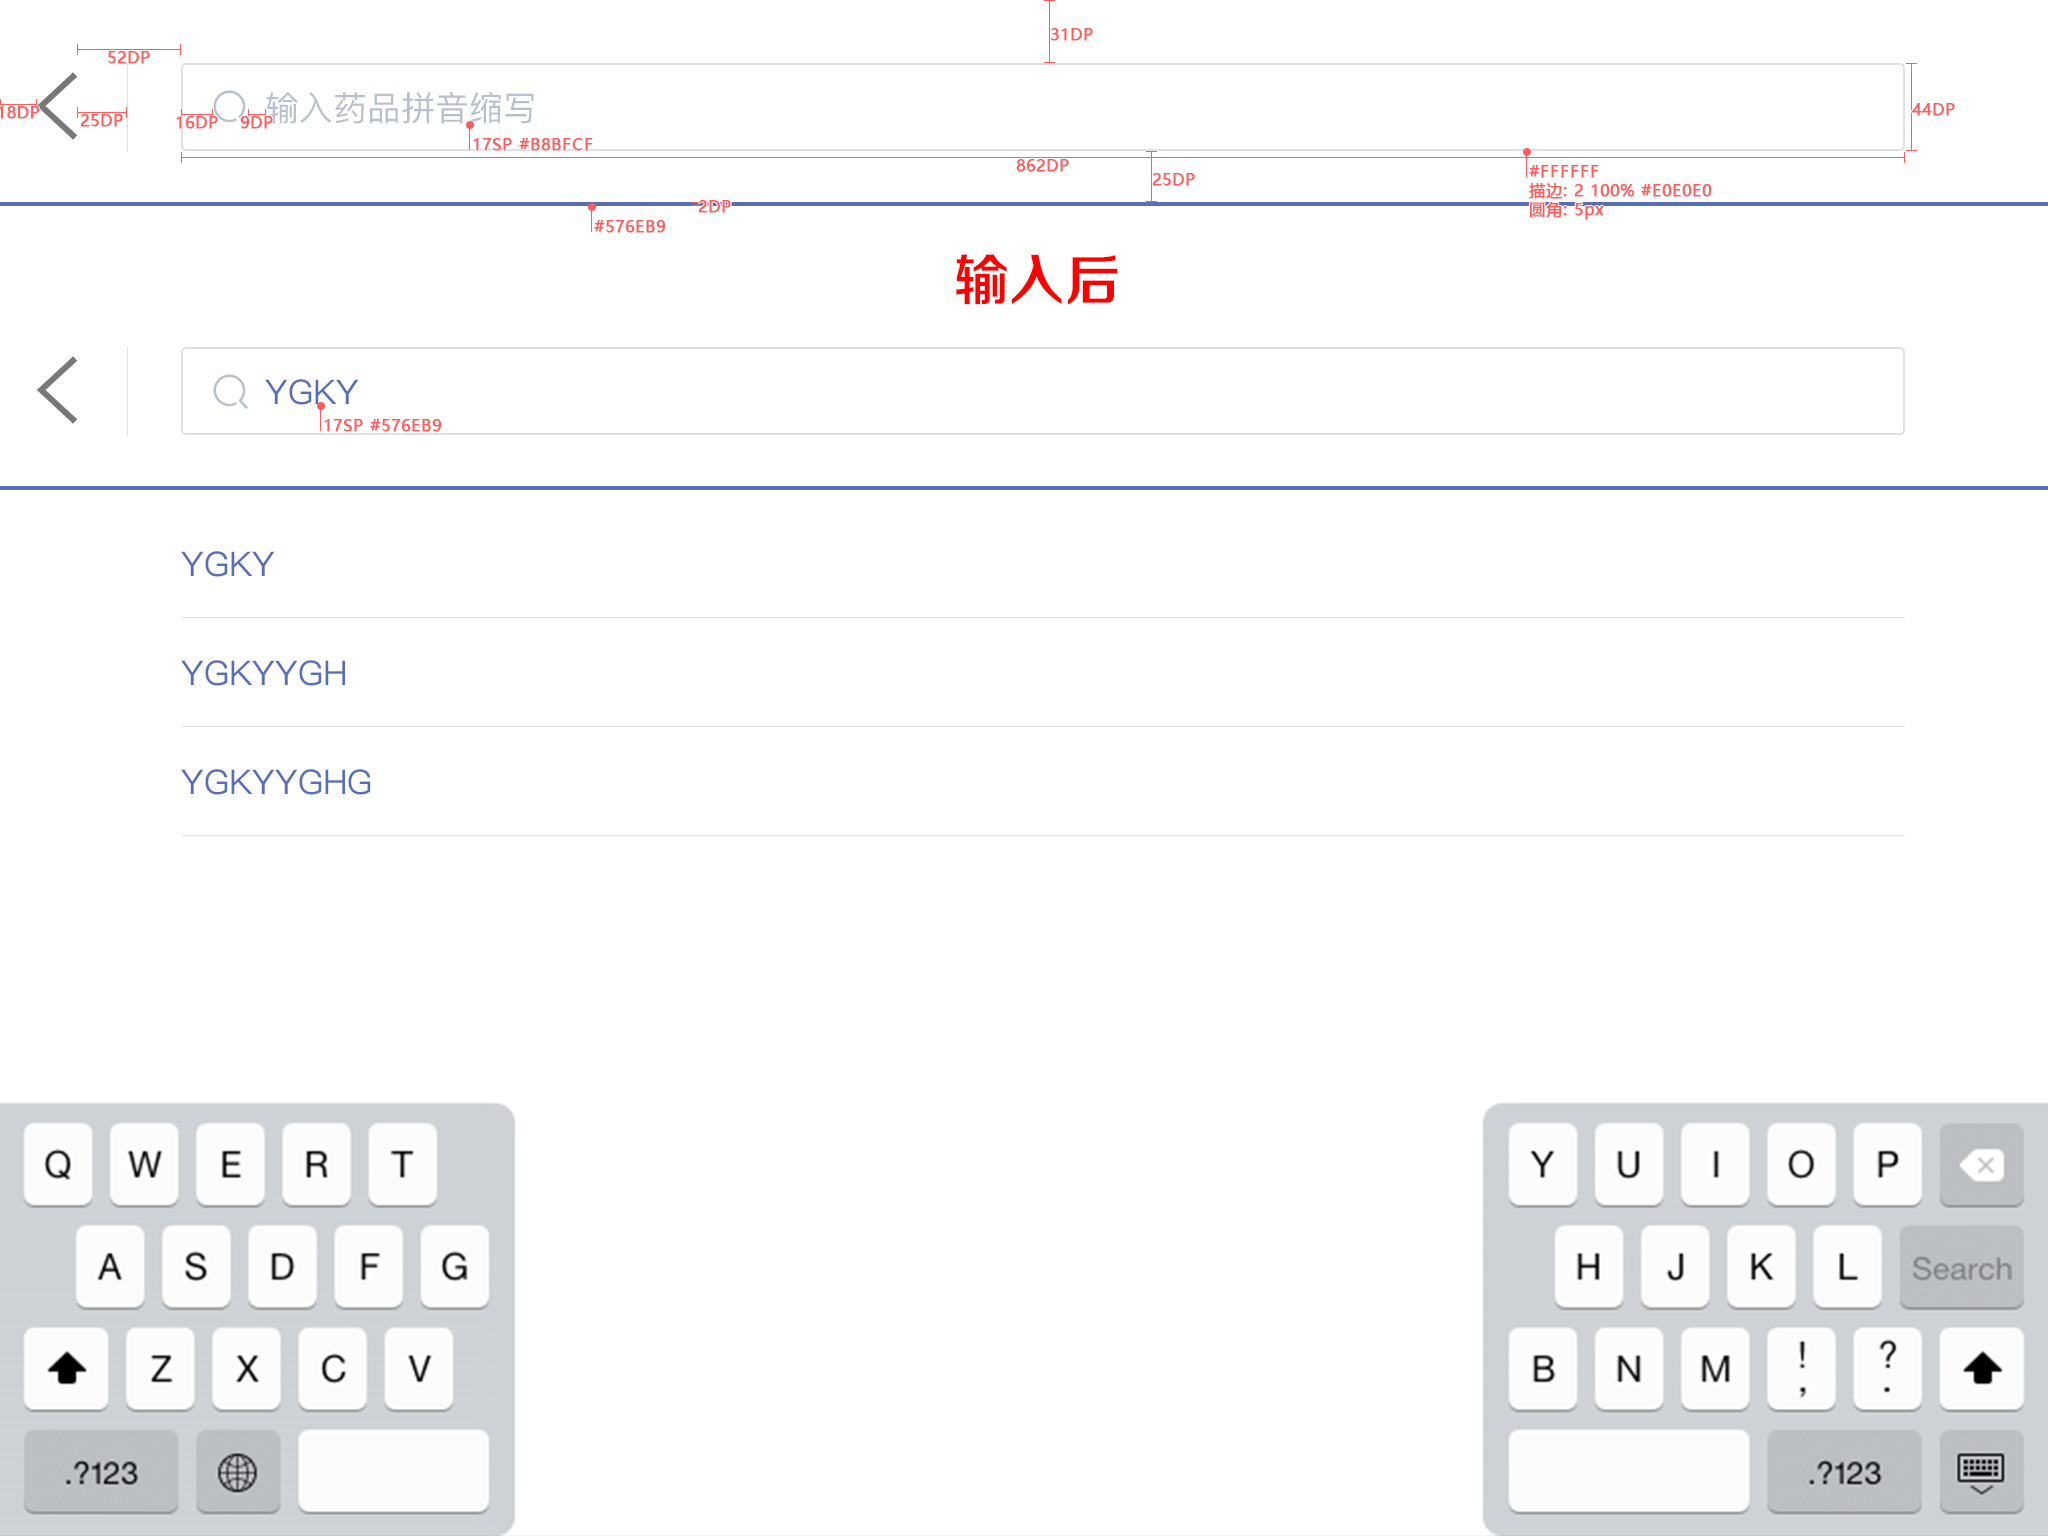 31DP
52DP
18DP
25DP
16DP
9DP
输入药品拼音缩写
44DP
17SP #B8BFCF
862DP
25DP
#FFFFFF
描边: 2 100% #E0E0E0
圆角: 5px
2DP
#576EB9
输入后
YGKY
17SP #576EB9
YGKY
YGKYYGH
YGKYYGHG
Q W E R T
Y U I O P
A S D F G
H J K L Search
Z X C V
B N M ! , ? .
.?123
.?123